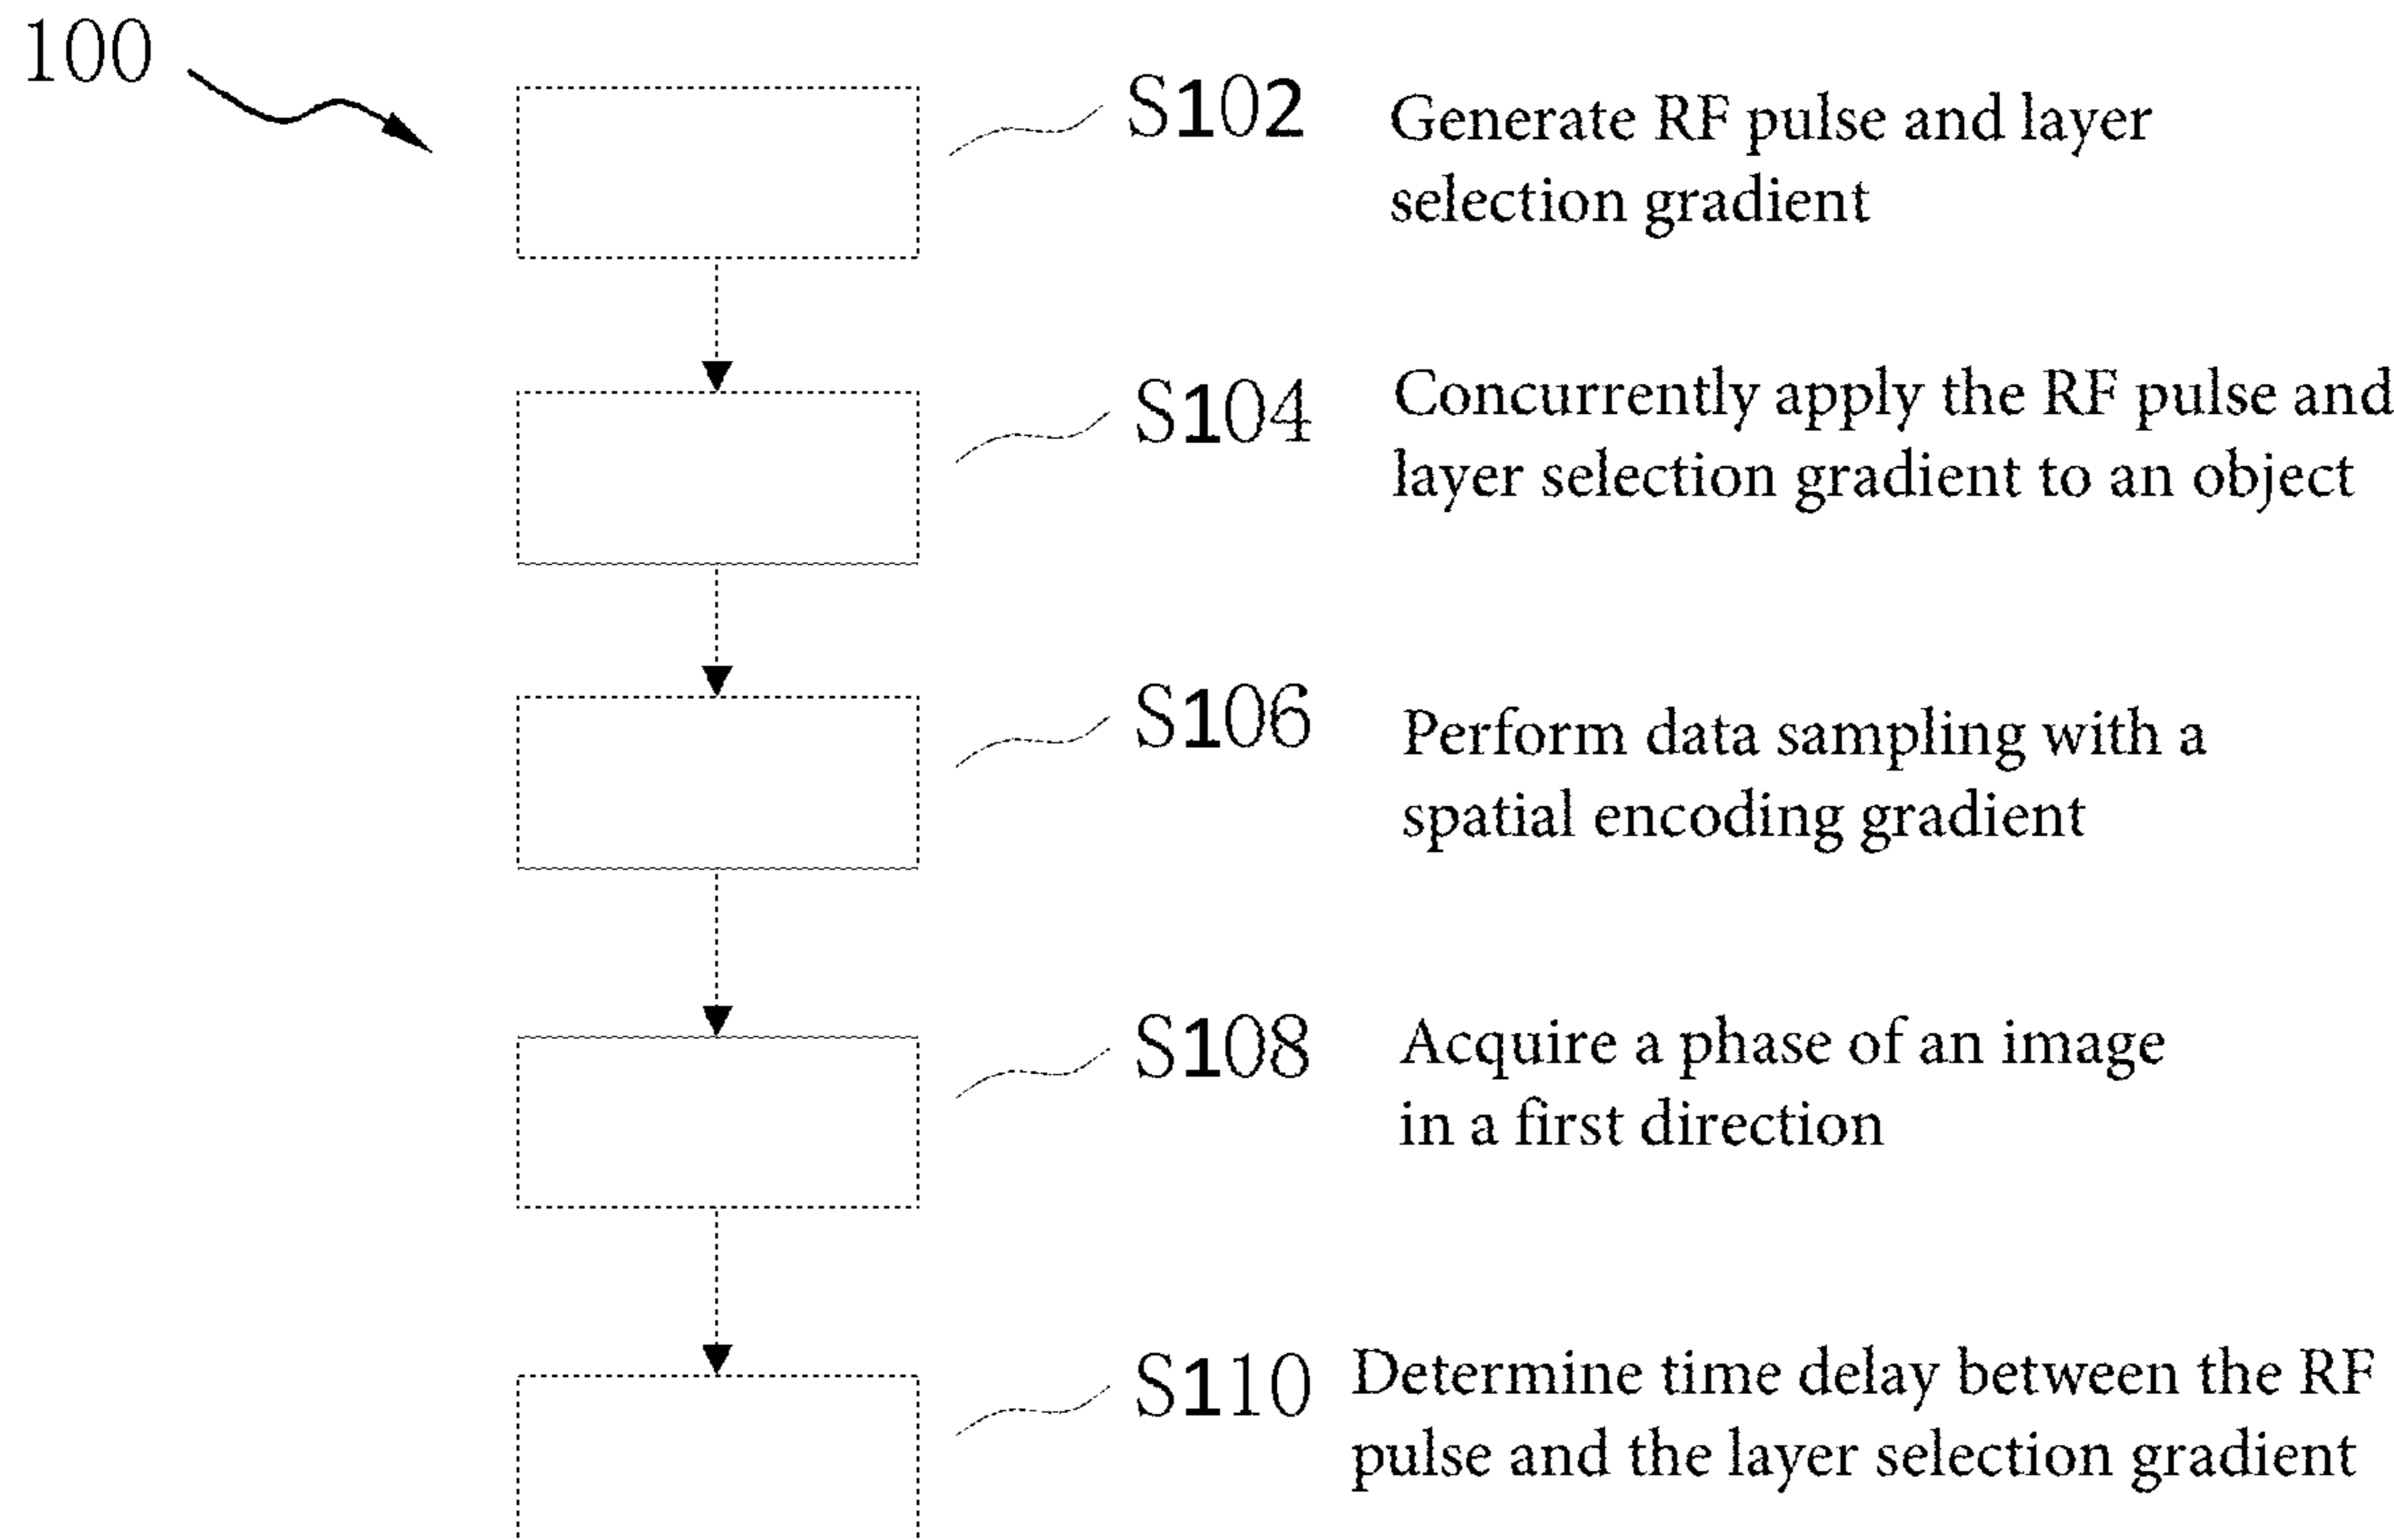 100
S102
Generate RF pulse and layer
selection gradient
S104
Concurrently apply the RF pulse and
layer selection gradient to an object
S106
Perform data sampling with a
spatial encoding gradient
S108
Acquire a phase of an image
in a first direction
S110
Determine time delay between the RF
pulse and the layer selection gradient